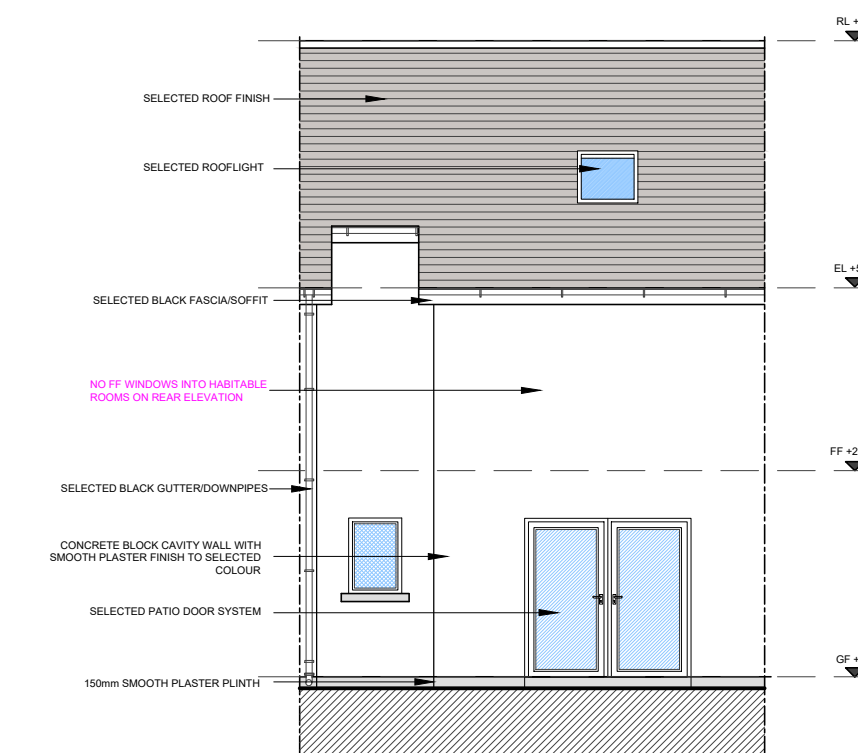 RL +
SELECTED ROOF FINISH
SELECTED ROOFLIGHT
EL +5
SELECTED BLACK FASCIA/SOFFIT
NO FF WINDOWS INTO HABITABLE
ROOMS ON REAR ELEVATION
FF +2
SELECTED BLACK GUTTER/DOWNPIPES
CONCRETE BLOCK CAVITY WALL WITH
SMOOTH PLASTER FINISH TO SELECTED
COLOUR
SELECTED PATIO DOOR SYSTEM
GF +
150mm SMOOTH PLASTER PLINTH